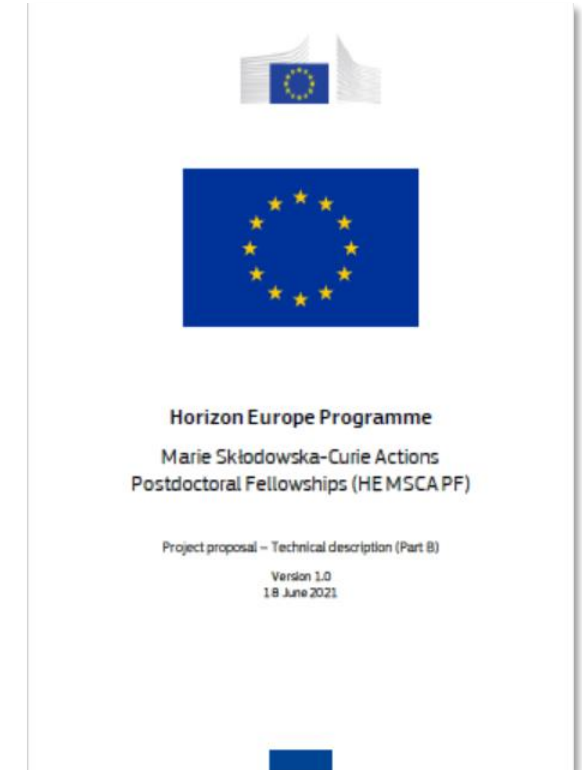 Horizon Europe Programme
Marie Skłodowska-Curie Actions
Postdoctoral Fellowships (HE MSCA PF)
Project proposal – Technical description (Part B)
Version 1.0
18 June 2021